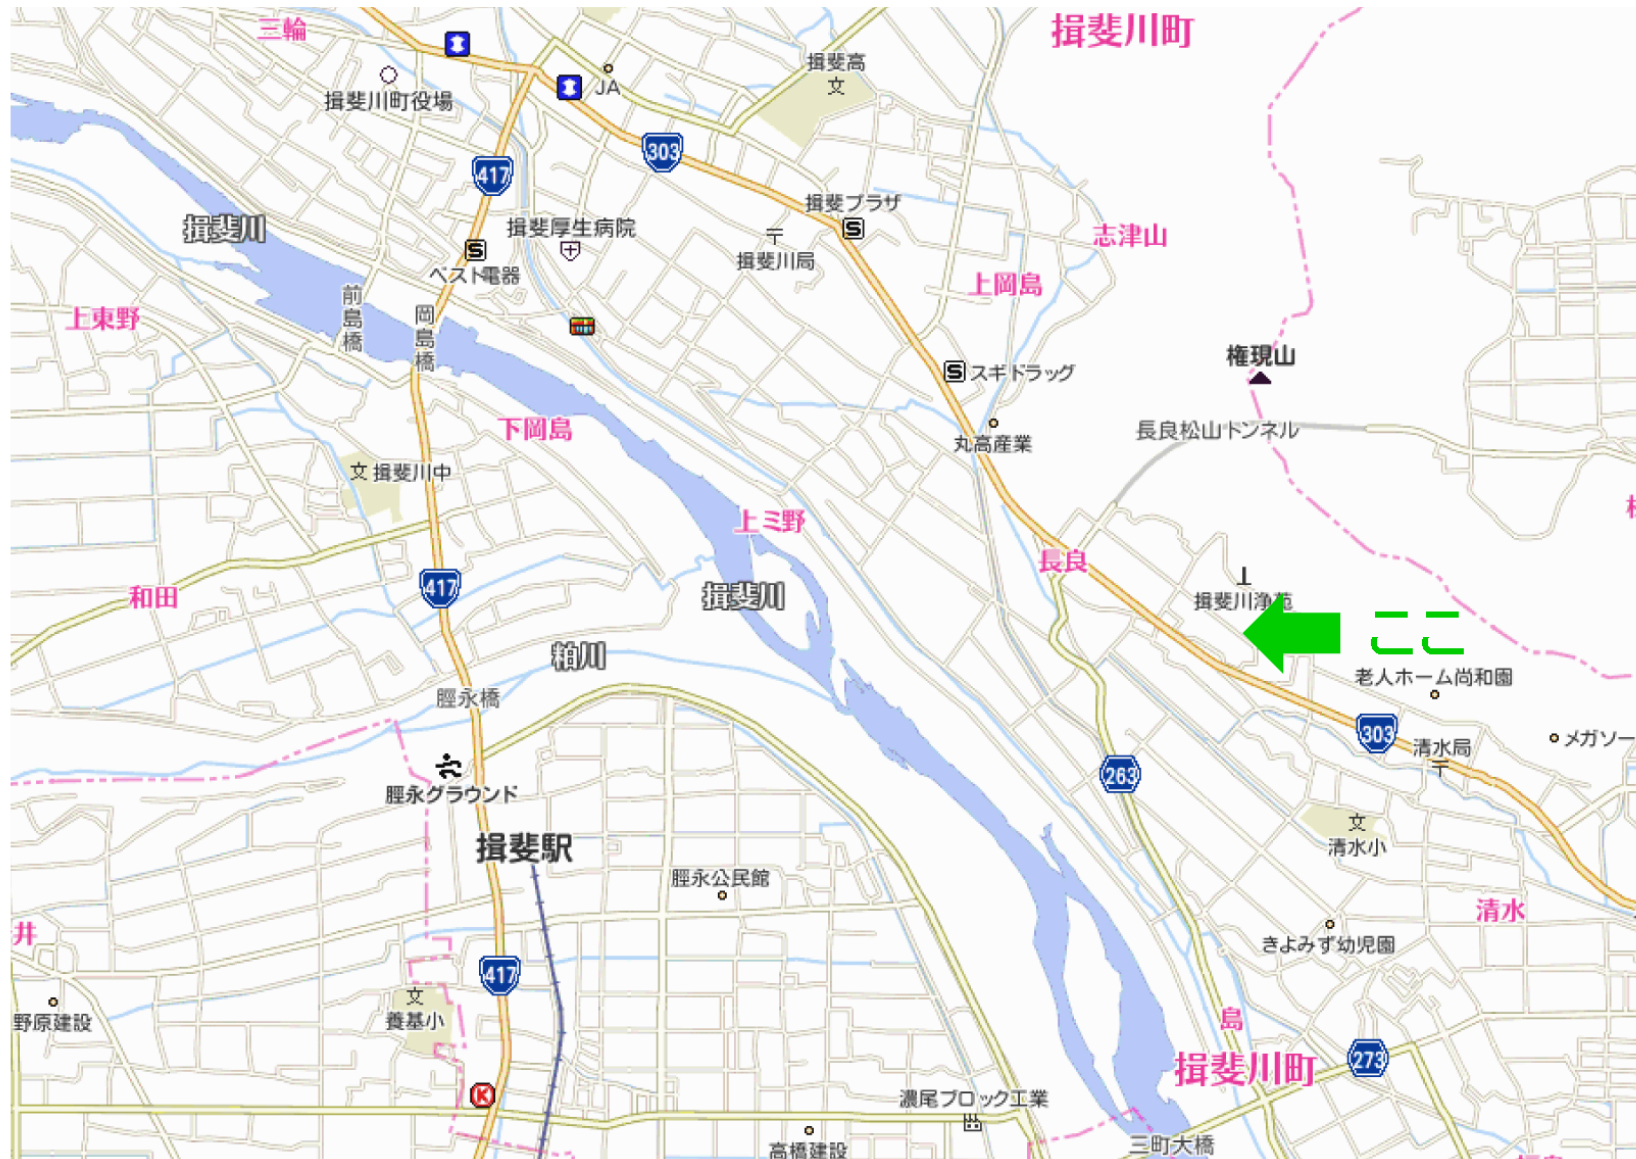 三輪
揖斐川町
揖斐川町役場
JA
揖斐高
文
303
417
揖斐川
揖斐厚生病院
揖斐プラザ
S
揖斐川局
志津山
上岡島
S
ベスト電器
前島橋
岡島橋
上東野
権現山
S
スギドラッグ
下岡島
丸高産業
長良松山トンネル
文
揖斐川中
上ミ野
長良
417
和田
揖斐川
揖斐川浄苑
ここ
粕川
老人ホーム尚和園
脛永橋
303
清水局
メガソー
263
脛永グラウンド
文
清水小
揖斐駅
脛永公民館
清水
井
きよみず幼児園
417
文
養基小
野原建設
島
揖斐川町
273
K
濃尾ブロック工業
高橋建設
三町大橋